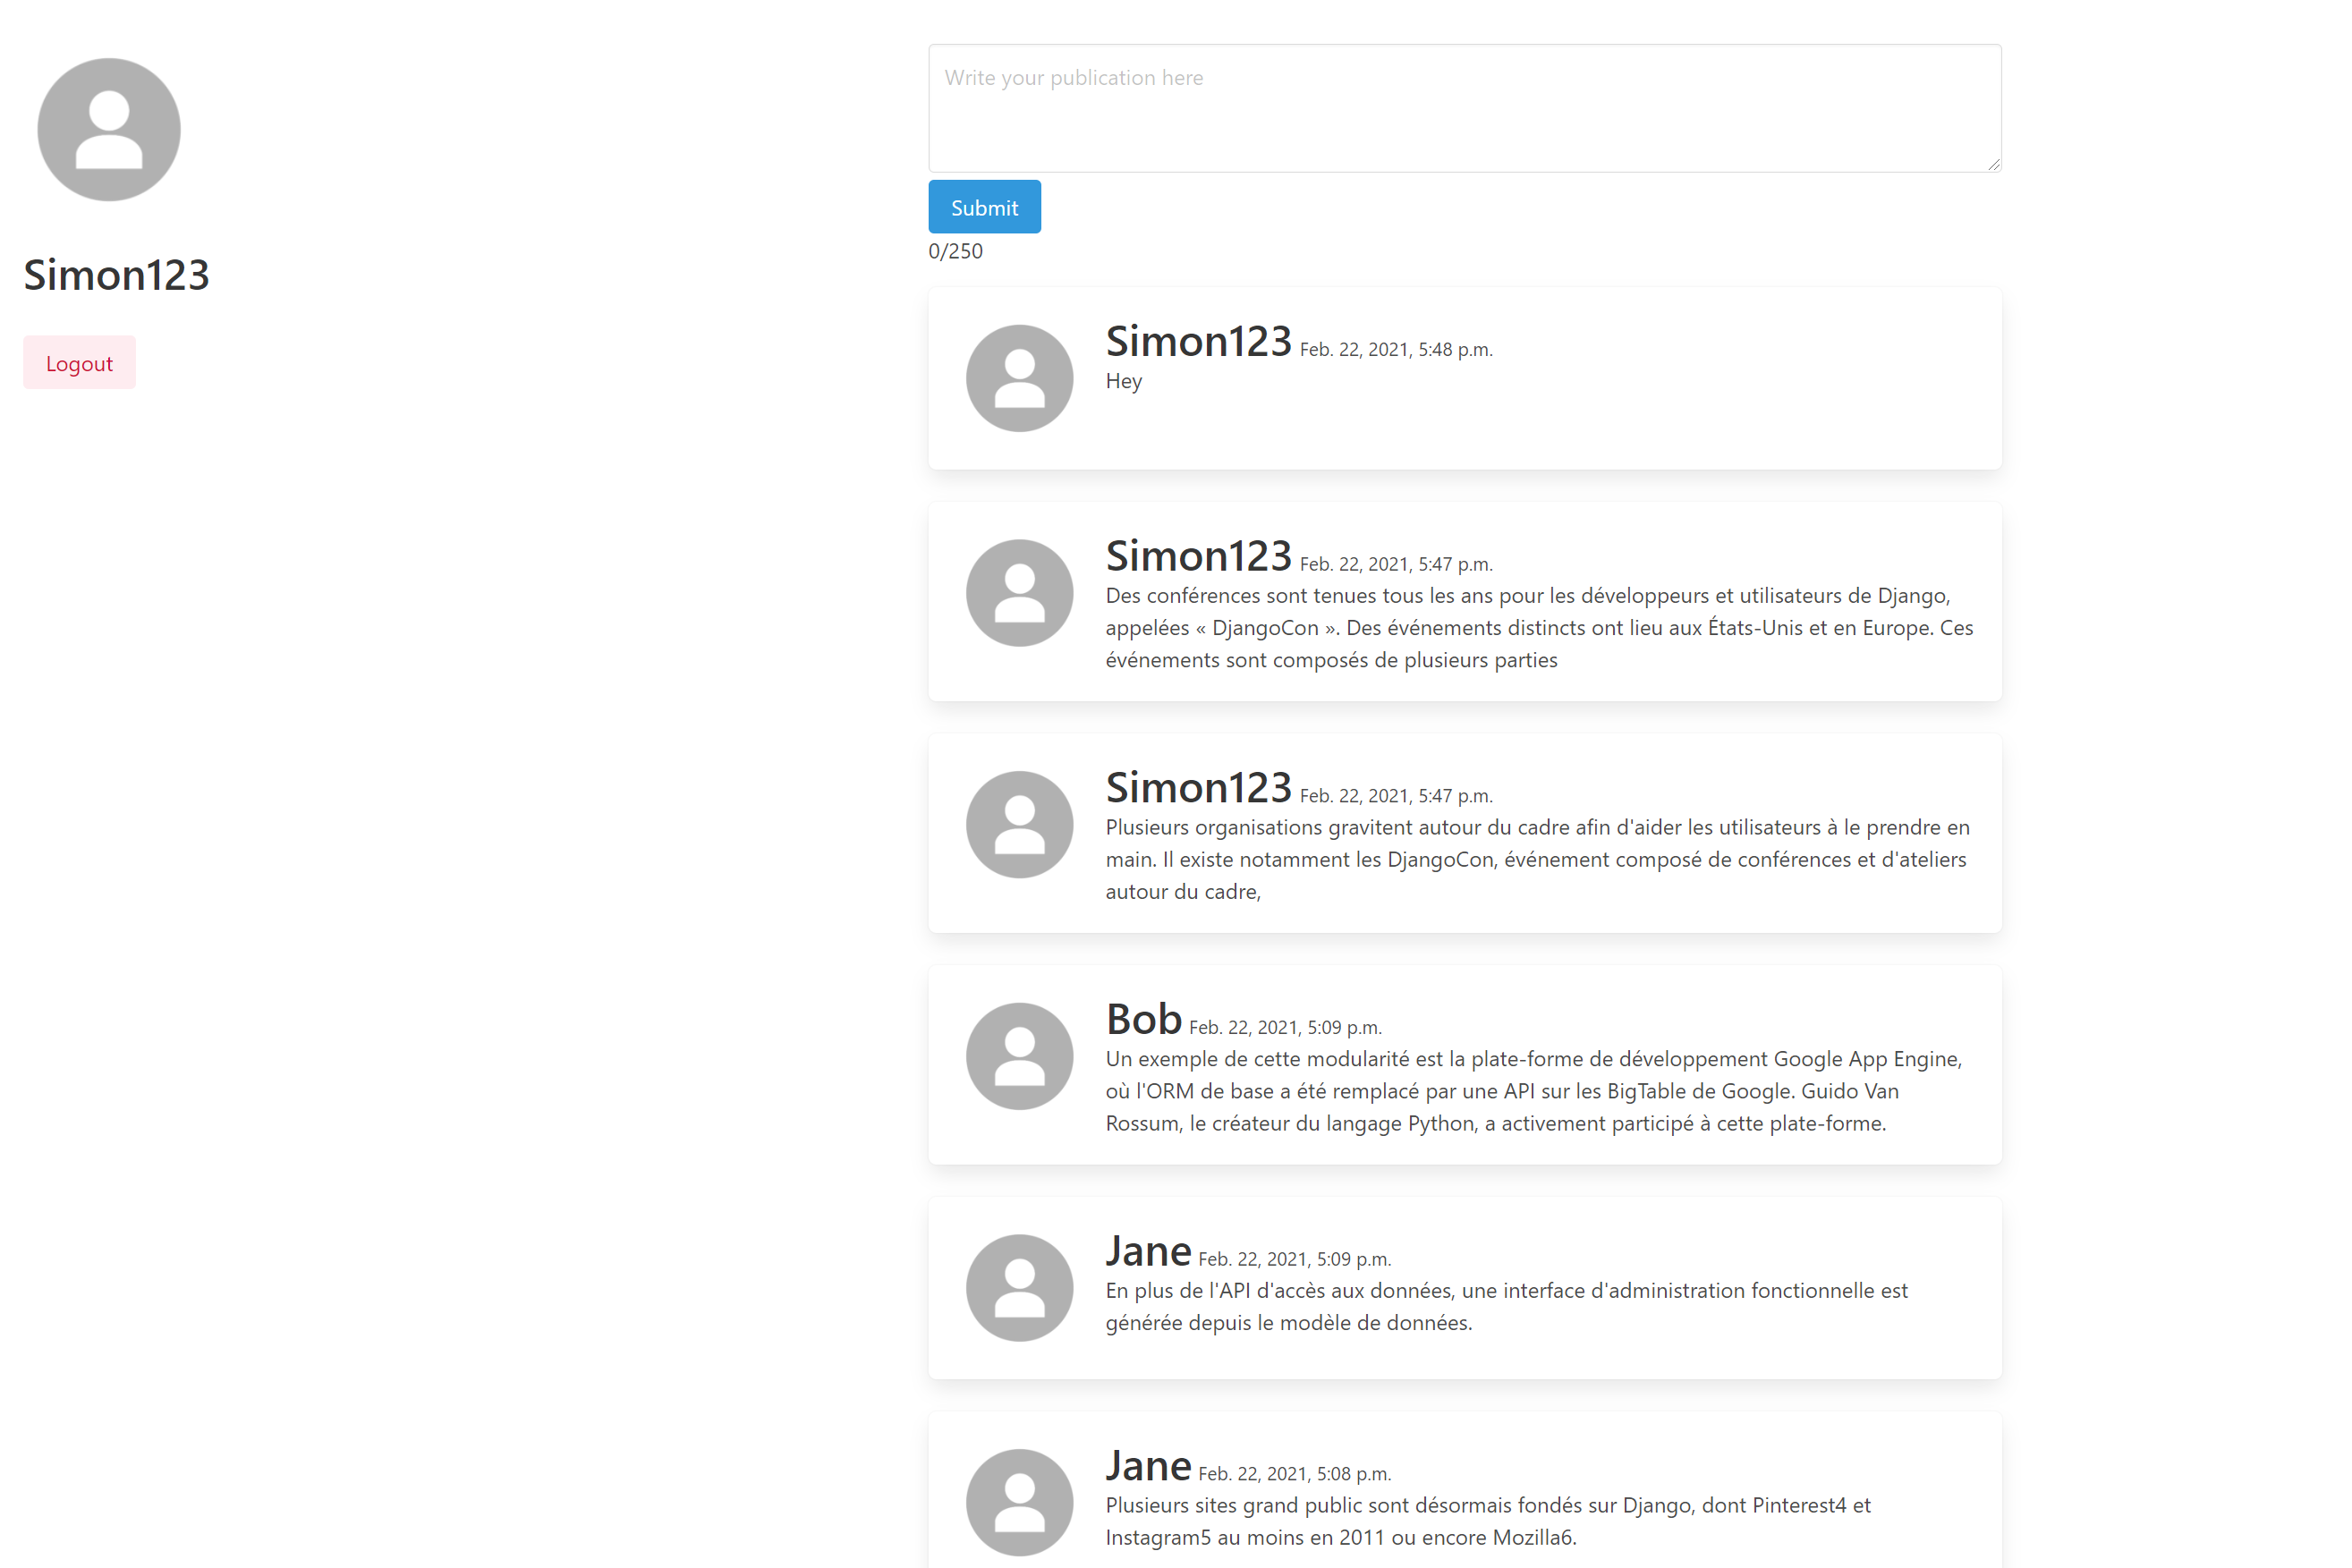 Simon123
Logout
Write your publication here
Submit
0/250
Simon123 Feb. 22, 2021, 5:48 p.m.
Hey
Simon123 Feb. 22, 2021, 5:47 p.m.
Des conférences sont tenues tous les ans pour les développeurs et utilisateurs de Django,
appelées « DjangoCon ». Des événements distincts ont lieu aux États-Unis et en Europe. Ces
événements sont composés de plusieurs parties
Simon123 Feb. 22, 2021, 5:47 p.m.
Plusieurs organisations gravitent autour du cadre afin d'aider les utilisateurs à le prendre en
main. Il existe notamment les DjangoCon, événement composé de conférences et d'ateliers
autour du cadre,
Bob Feb. 22, 2021, 5:09 p.m.
Un exemple de cette modularité est la plate-forme de développement Google App Engine,
où l'ORM de base a été remplacé par une API sur les BigTable de Google. Guido Van
Rossum, le créateur du langage Python, a activement participé à cette plate-forme.
Jane Feb. 22, 2021, 5:09 p.m.
En plus de l'API d'accès aux données, une interface d'administration fonctionnelle est
générée depuis le modèle de données.
Jane Feb. 22, 2021, 5:08 p.m.
Plusieurs sites grand public sont désormais fondés sur Django, dont Pinterest4 et
Instagram5 au moins en 2011 ou encore Mozilla6.